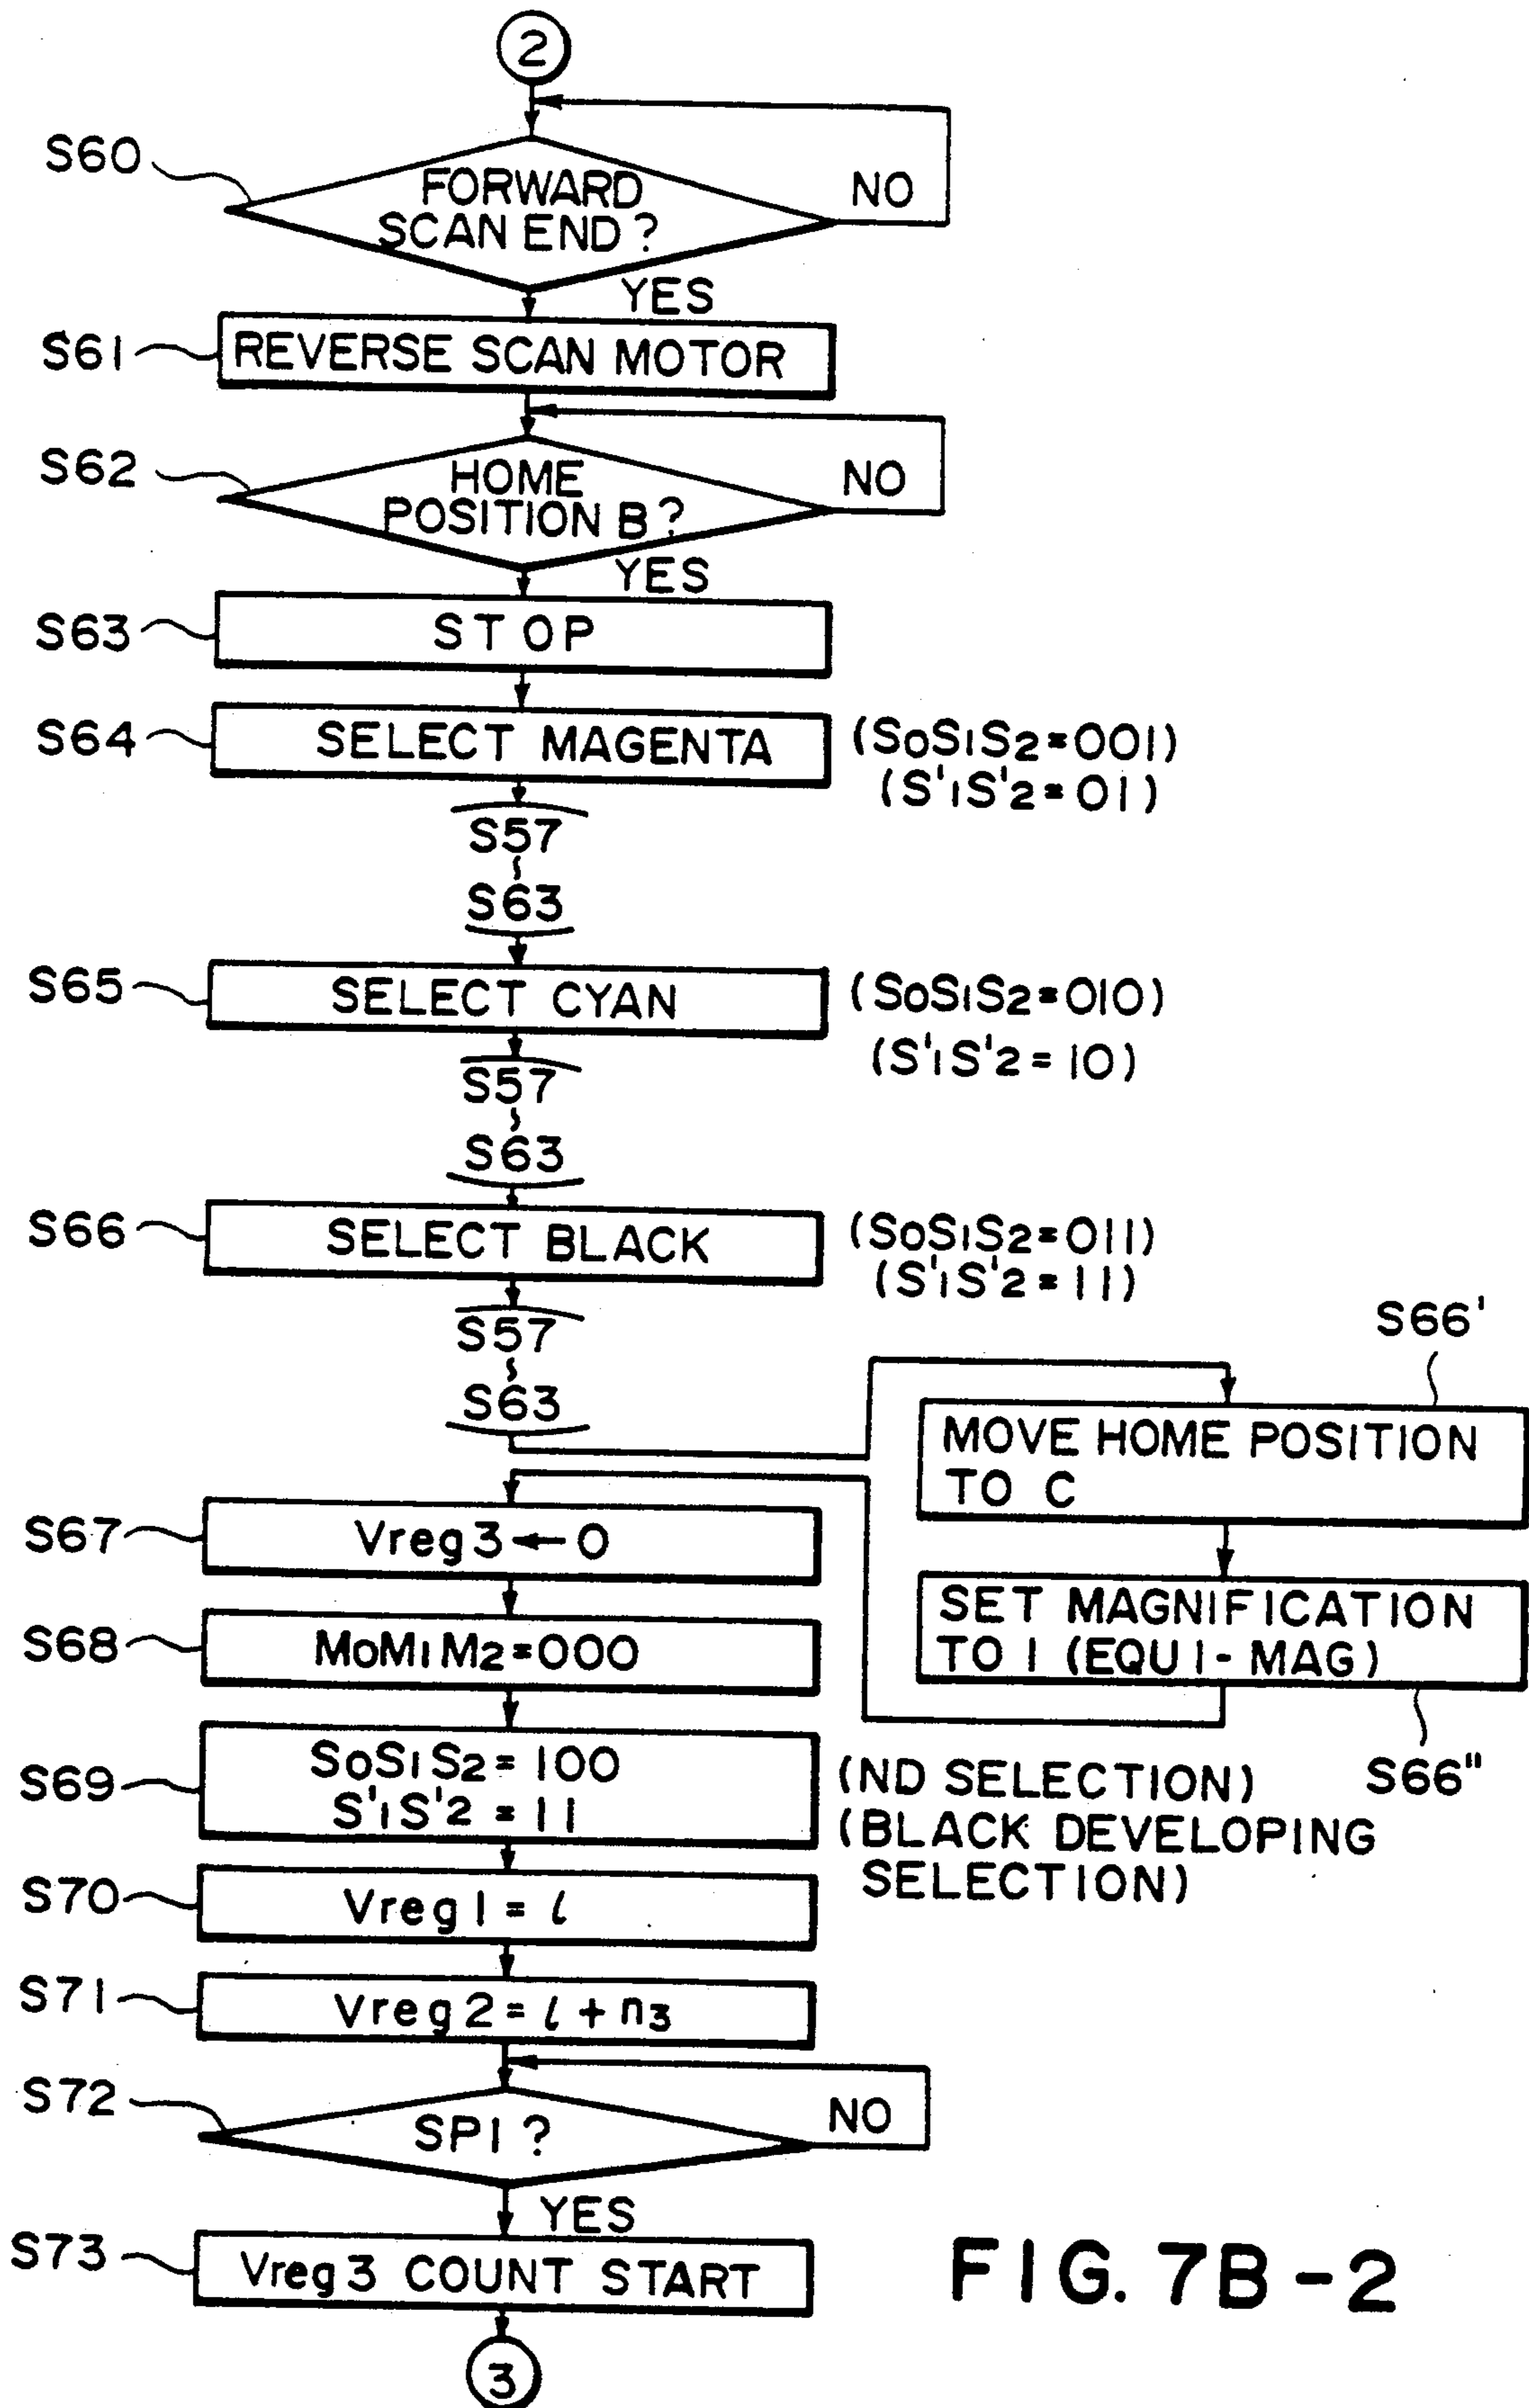 2
S60
FORWARD
SCAN END?
NO
YES
S61
REVERSE SCAN MOTOR
S62
HOME
POSITION B?
NO
YES
S63
STOP
S64
SELECT MAGENTA
(S0S1S2=001)
(S'1S'2=01)
S57
~
S63
S65
SELECT CYAN
(S0S1S2=010)
(S'1S'2=10)
S57
~
S63
S66
SELECT BLACK
(S0S1S2=011)
(S'1S'2=11)
S57
~
S63
S66'
MOVE HOME POSITION
TO C
SET MAGNIFICATION
TO 1 (EQUI-MAG)
S66"
S67
Vreg3←0
S68
M0M1M2=000
S69
S0S1S2=100
S'1S'2=11
(ND SELECTION)
(BLACK DEVELOPING
SELECTION)
S70
Vreg1=l
S71
Vreg2=l+n3
S72
SP1?
NO
YES
S73
Vreg3 COUNT START
3
FIG. 7B-2